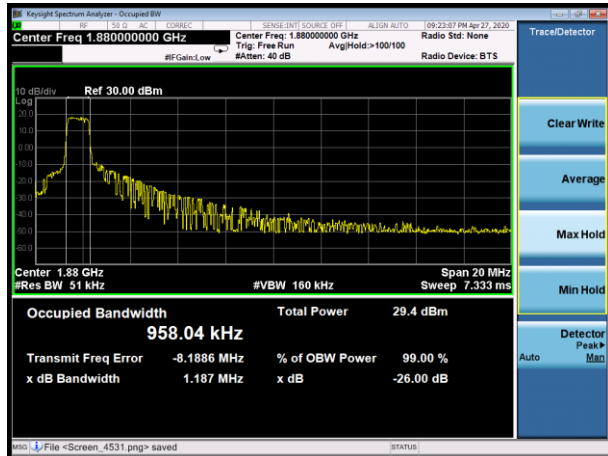 Keysight Spectrum Analyzer - Occupied BW
RF 50 Ω AC CORREC SENSE:INT SOURCE OFF ALIGN AUTO 09:23:07 PM Apr 27, 2020
Center Freq 1.880000000 GHz
Center Freq: 1.880000000 GHz
Radio Std: None
Trig: Free Run Avg|Hold:>100/100
#IFGain:Low #Atten: 40 dB Radio Device: BTS
Trace/Detector
10 dB/div Ref 30.00 dBm
Log
20.0
10.0
0.00
-10.0
-20.0
-30.0
-40.0
-50.0
-60.0
Center 1.88 GHz Span 20 MHz
#Res BW 51 kHz #VBW 160 kHz Sweep 7.333 ms
Occupied Bandwidth Total Power 29.4 dBm
958.04 kHz
Transmit Freq Error -8.1886 MHz % of OBW Power 99.00 %
x dB Bandwidth 1.187 MHz x dB -26.00 dB
Clear Write
Average
Max Hold
Min Hold
Detector
Peak▶
Auto Man
MSG File <Screen_4531.png> saved STATUS